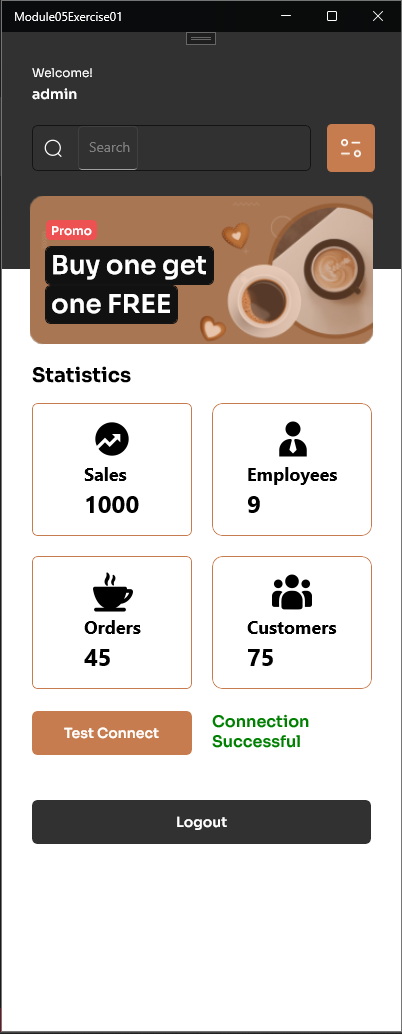 Module05Exercise01
Welcome!
admin
Search
Promo
Buy one get
one FREE
Statistics
Sales
1000
Employees
9
Orders
45
Customers
75
Test Connect
Connection
Successful
Logout